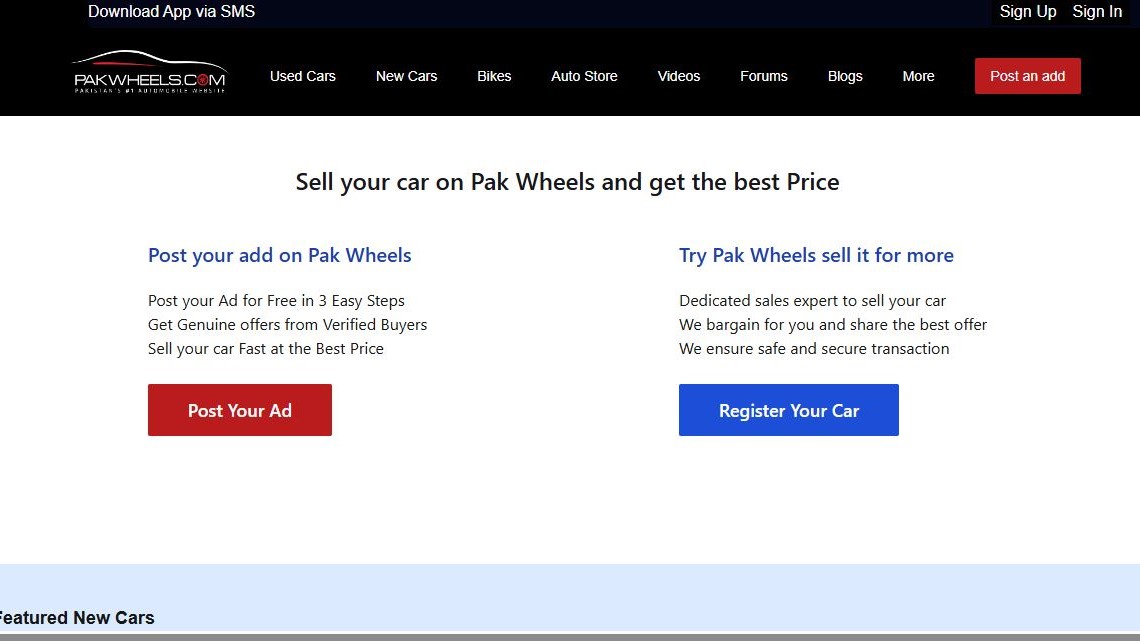 Download App via SMS
Sign Up Sign In
PAKWHEELS.COM
PAKISTAN'S #1 AUTOMOBILE WEBSITE
Used Cars New Cars Bikes Auto Store Videos Forums Blogs More Post an add
Sell your car on Pak Wheels and get the best Price
Post your add on Pak Wheels
Post your Ad for Free in 3 Easy Steps
Get Genuine offers from Verified Buyers
Sell your car Fast at the Best Price
Post Your Ad
Try Pak Wheels sell it for more
Dedicated sales expert to sell your car
We bargain for you and share the best offer
We ensure safe and secure transaction
Register Your Car
Featured New Cars